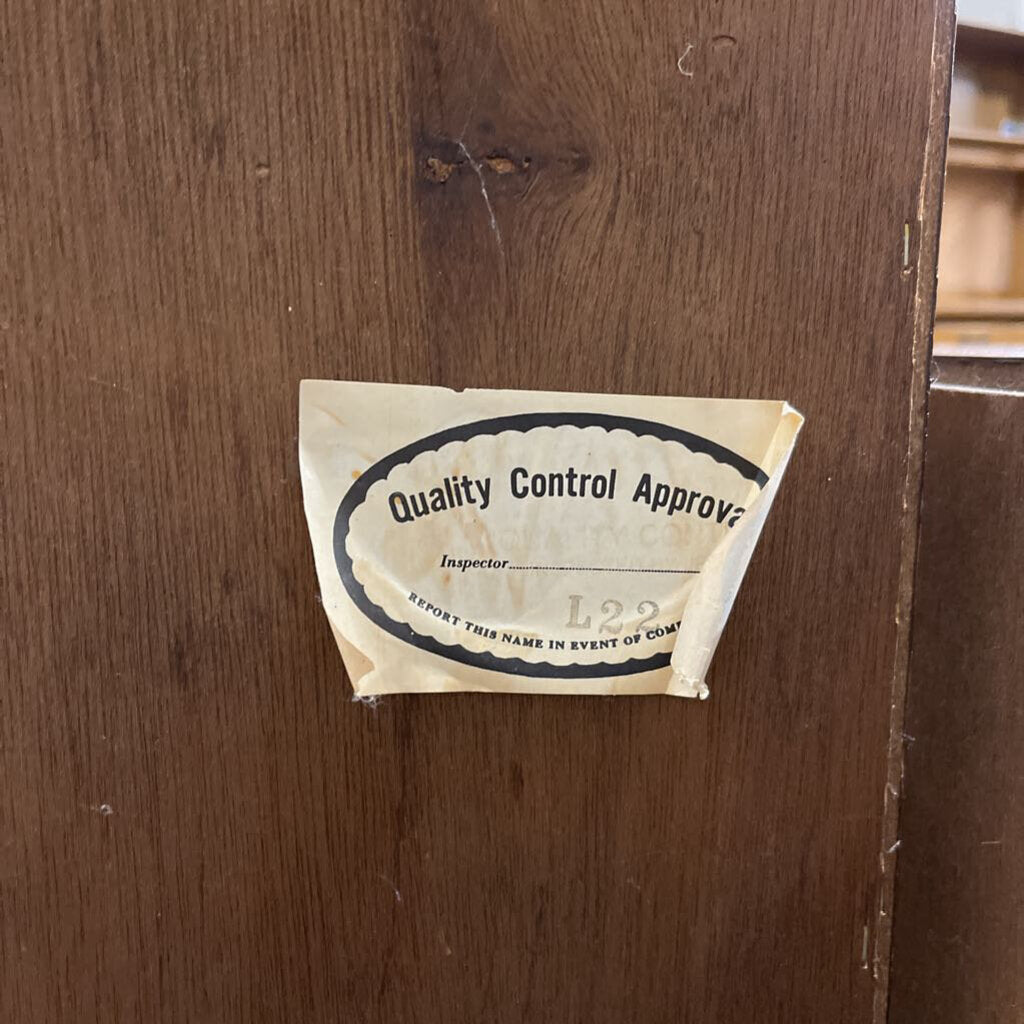 Quality Control Approva
Inspector
L22
REPORT THIS NAME IN EVENT OF COM